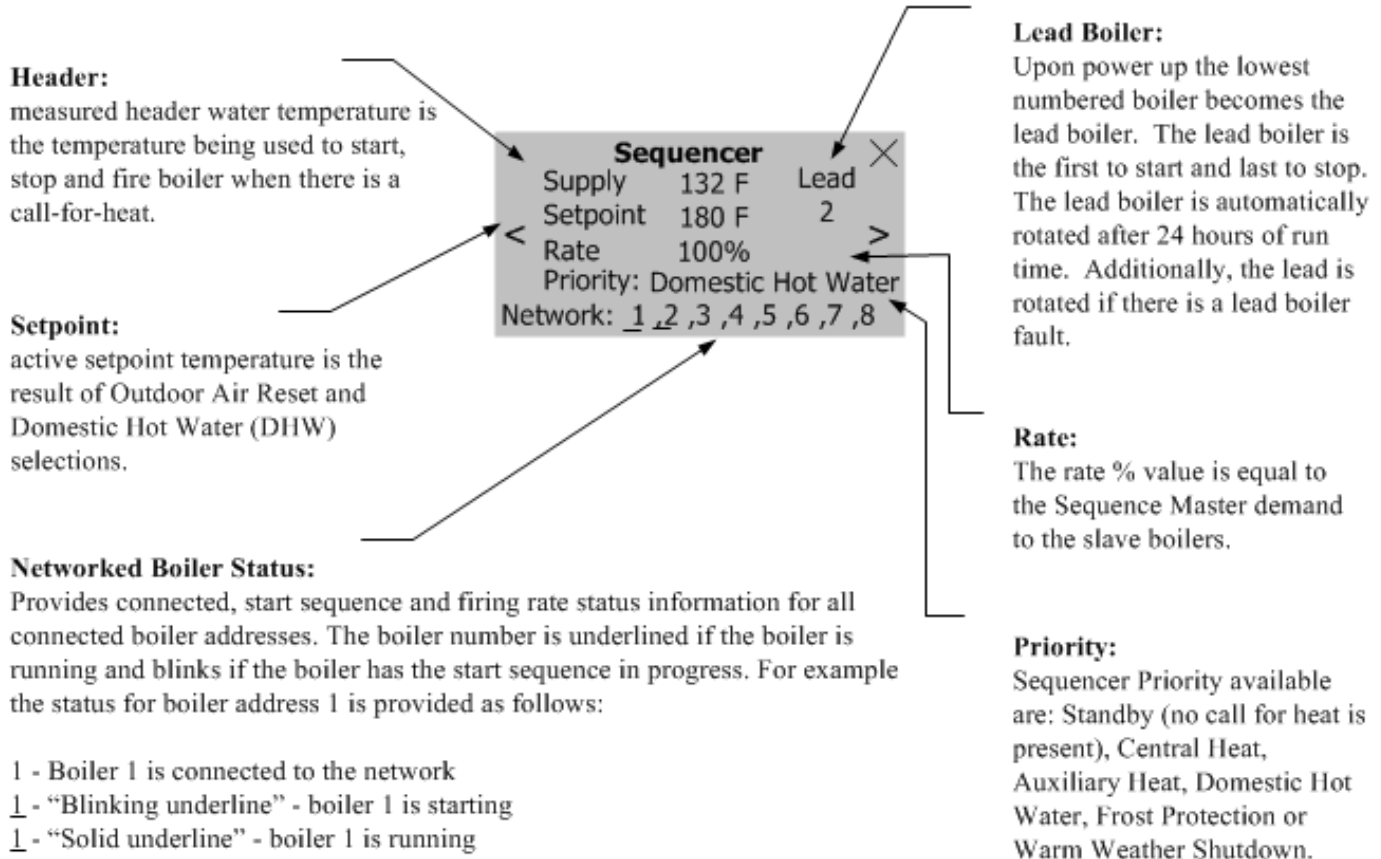 Header:
measured header water temperature is
the temperature being used to start,
stop and fire boiler when there is a
call-for-heat.
Setpoint:
active setpoint temperature is the
result of Outdoor Air Reset and
Domestic Hot Water (DHW)
selections.
Sequencer
Supply 132 F Lead
Setpoint 180 F 2
< >
Rate 100%
Priority: Domestic Hot Water
Network: 1 ,2 ,3 ,4 ,5 ,6 ,7 ,8
Lead Boiler:
Upon power up the lowest
numbered boiler becomes the
lead boiler. The lead boiler is
the first to start and last to stop.
The lead boiler is automatically
rotated after 24 hours of run
time. Additionally, the lead is
rotated if there is a lead boiler
fault.
Rate:
The rate % value is equal to
the Sequence Master demand
to the slave boilers.
Networked Boiler Status:
Provides connected, start sequence and firing rate status information for all
connected boiler addresses. The boiler number is underlined if the boiler is
running and blinks if the boiler has the start sequence in progress. For example
the status for boiler address 1 is provided as follows:
1 - Boiler 1 is connected to the network
1 - “Blinking underline” - boiler 1 is starting
1 - “Solid underline” - boiler 1 is running
Priority:
Sequencer Priority available
are: Standby (no call for heat is
present), Central Heat,
Auxiliary Heat, Domestic Hot
Water, Frost Protection or
Warm Weather Shutdown.